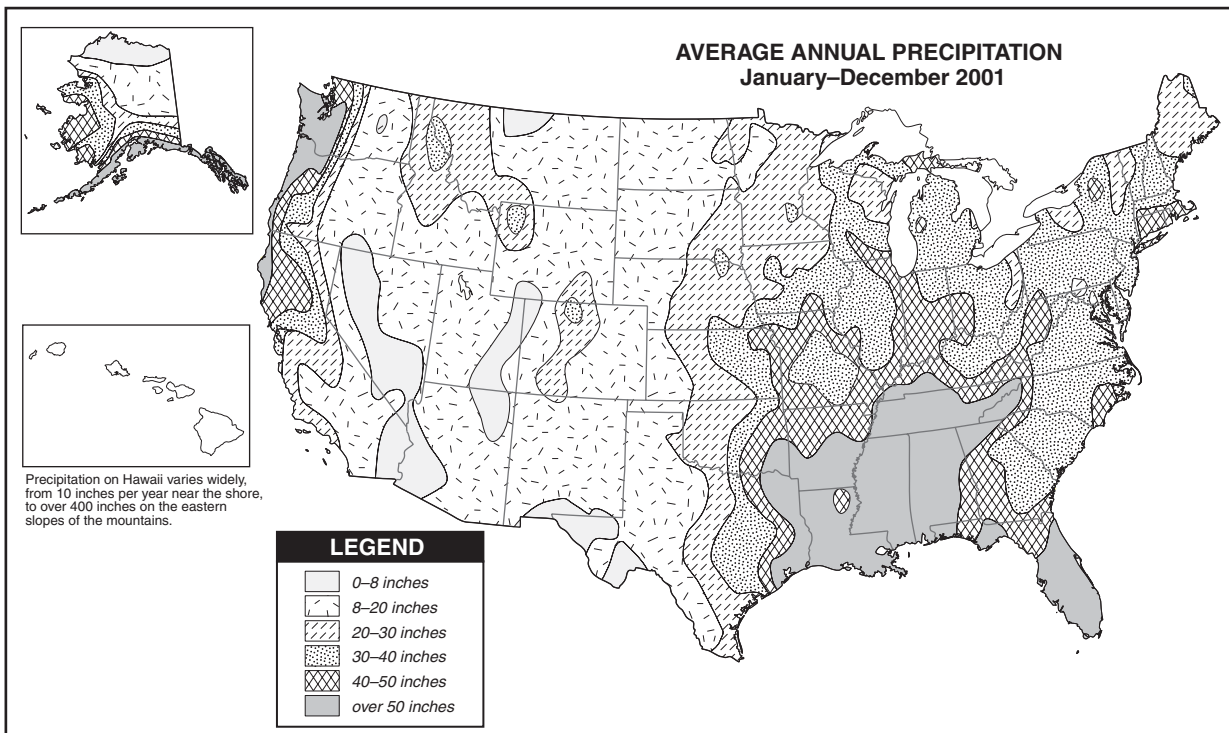 AVERAGE ANNUAL PRECIPITATION
January–December 2001
Precipitation on Hawaii varies widely,
from 10 inches per year near the shore,
to over 400 inches on the eastern
slopes of the mountains.
LEGEND
0–8 inches
8–20 inches
20–30 inches
30–40 inches
40–50 inches
over 50 inches